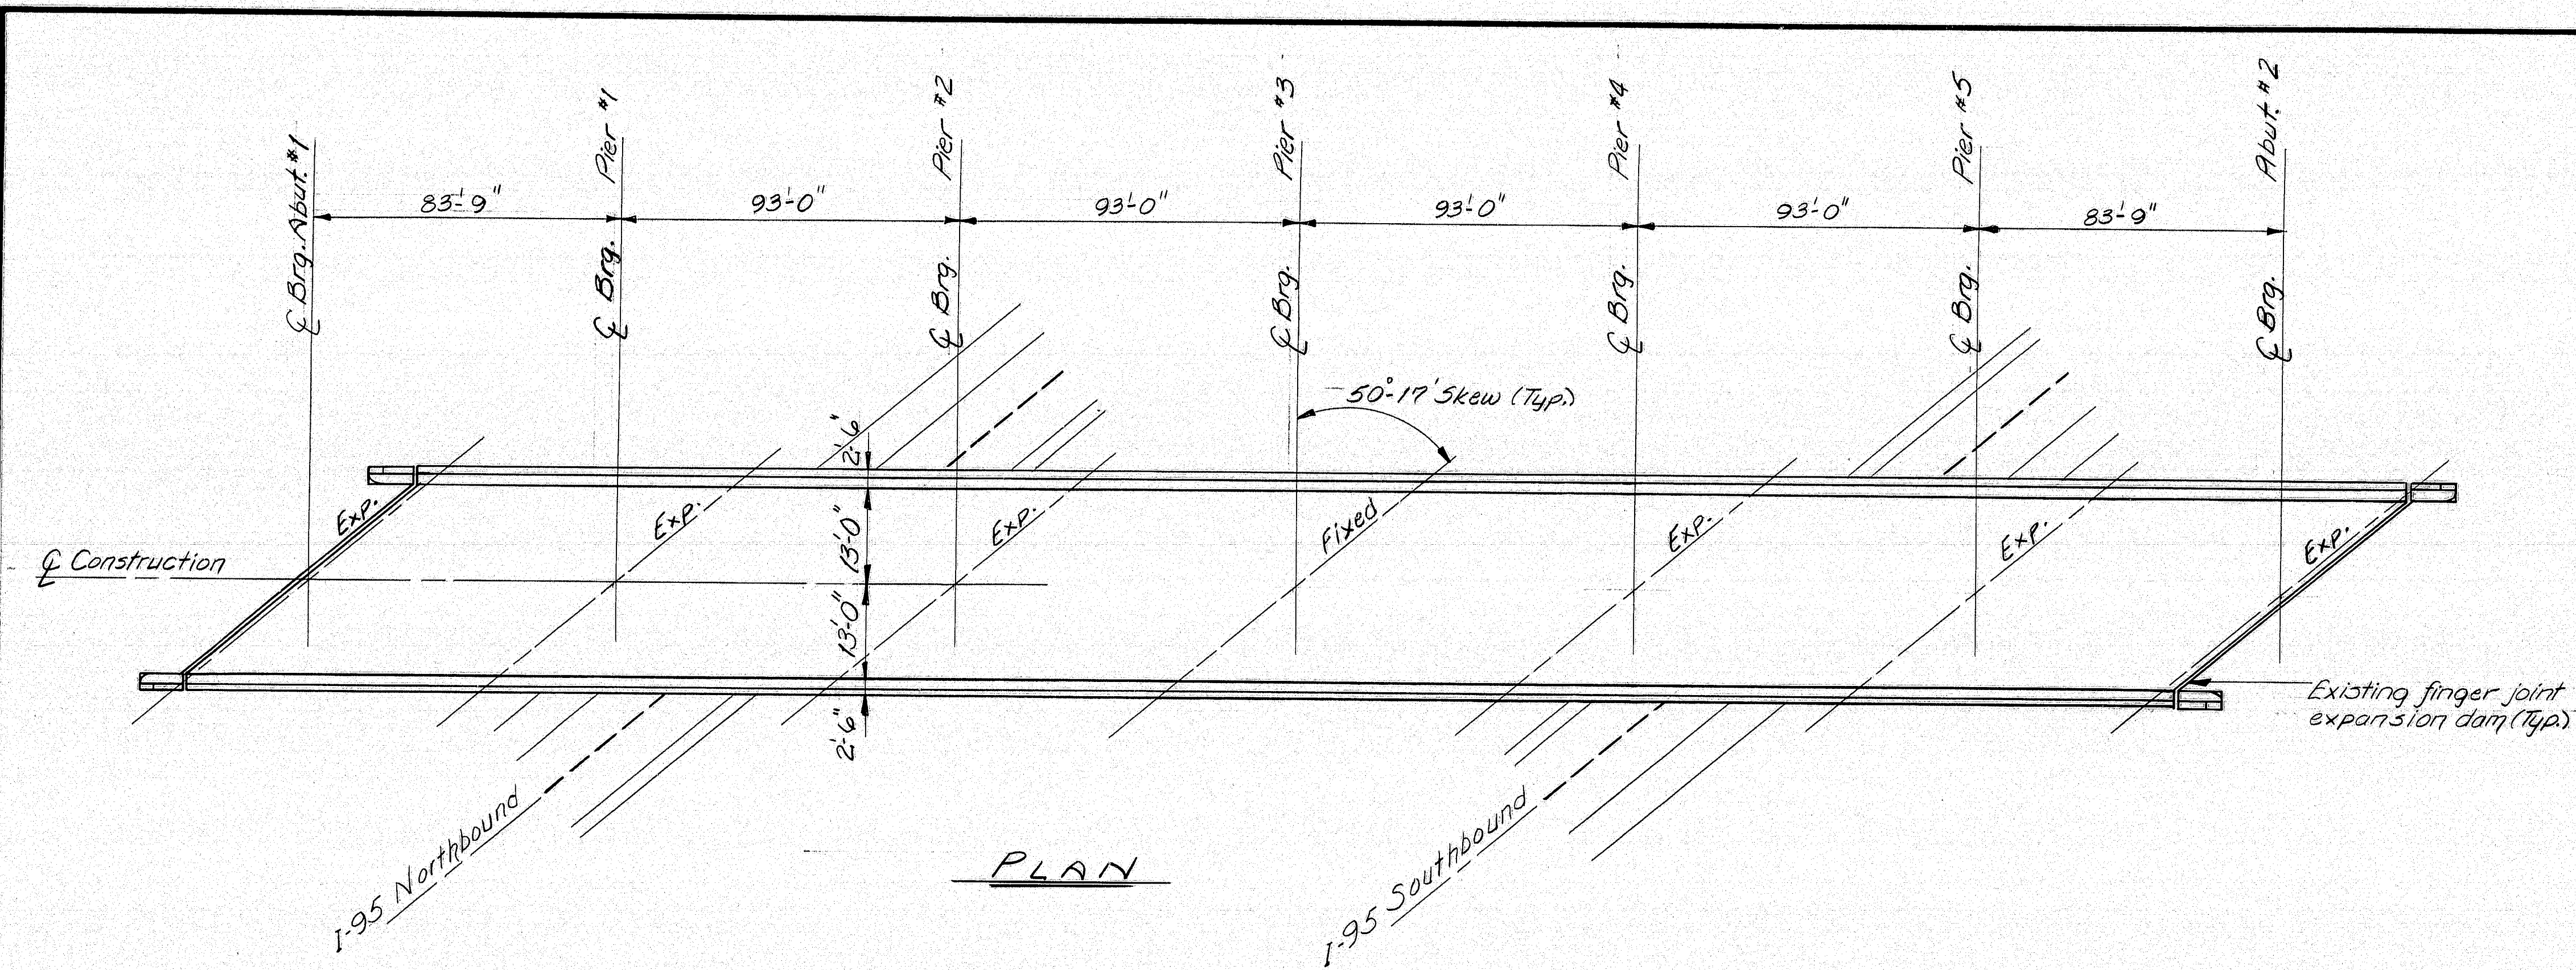 ℄ Brg. Abut. #1
℄ Brg. Pier #1
℄ Brg. Pier #2
℄ Brg. Pier #3
℄ Brg. Pier #4
℄ Brg. Pier #5
℄ Brg. Abut. #2
83'-9"
93'-0"
93'-0"
93'-0"
93'-0"
83'-9"
50°-17' Skew (Typ.)
2'-6"
13'-0"
13'-0"
2'-6"
Exp.
Exp.
Exp.
Fixed
Exp.
Exp.
Exp.
℄ Construction
Existing finger joint
expansion dam (Typ.)
I-95 Northbound
I-95 Southbound
PLAN